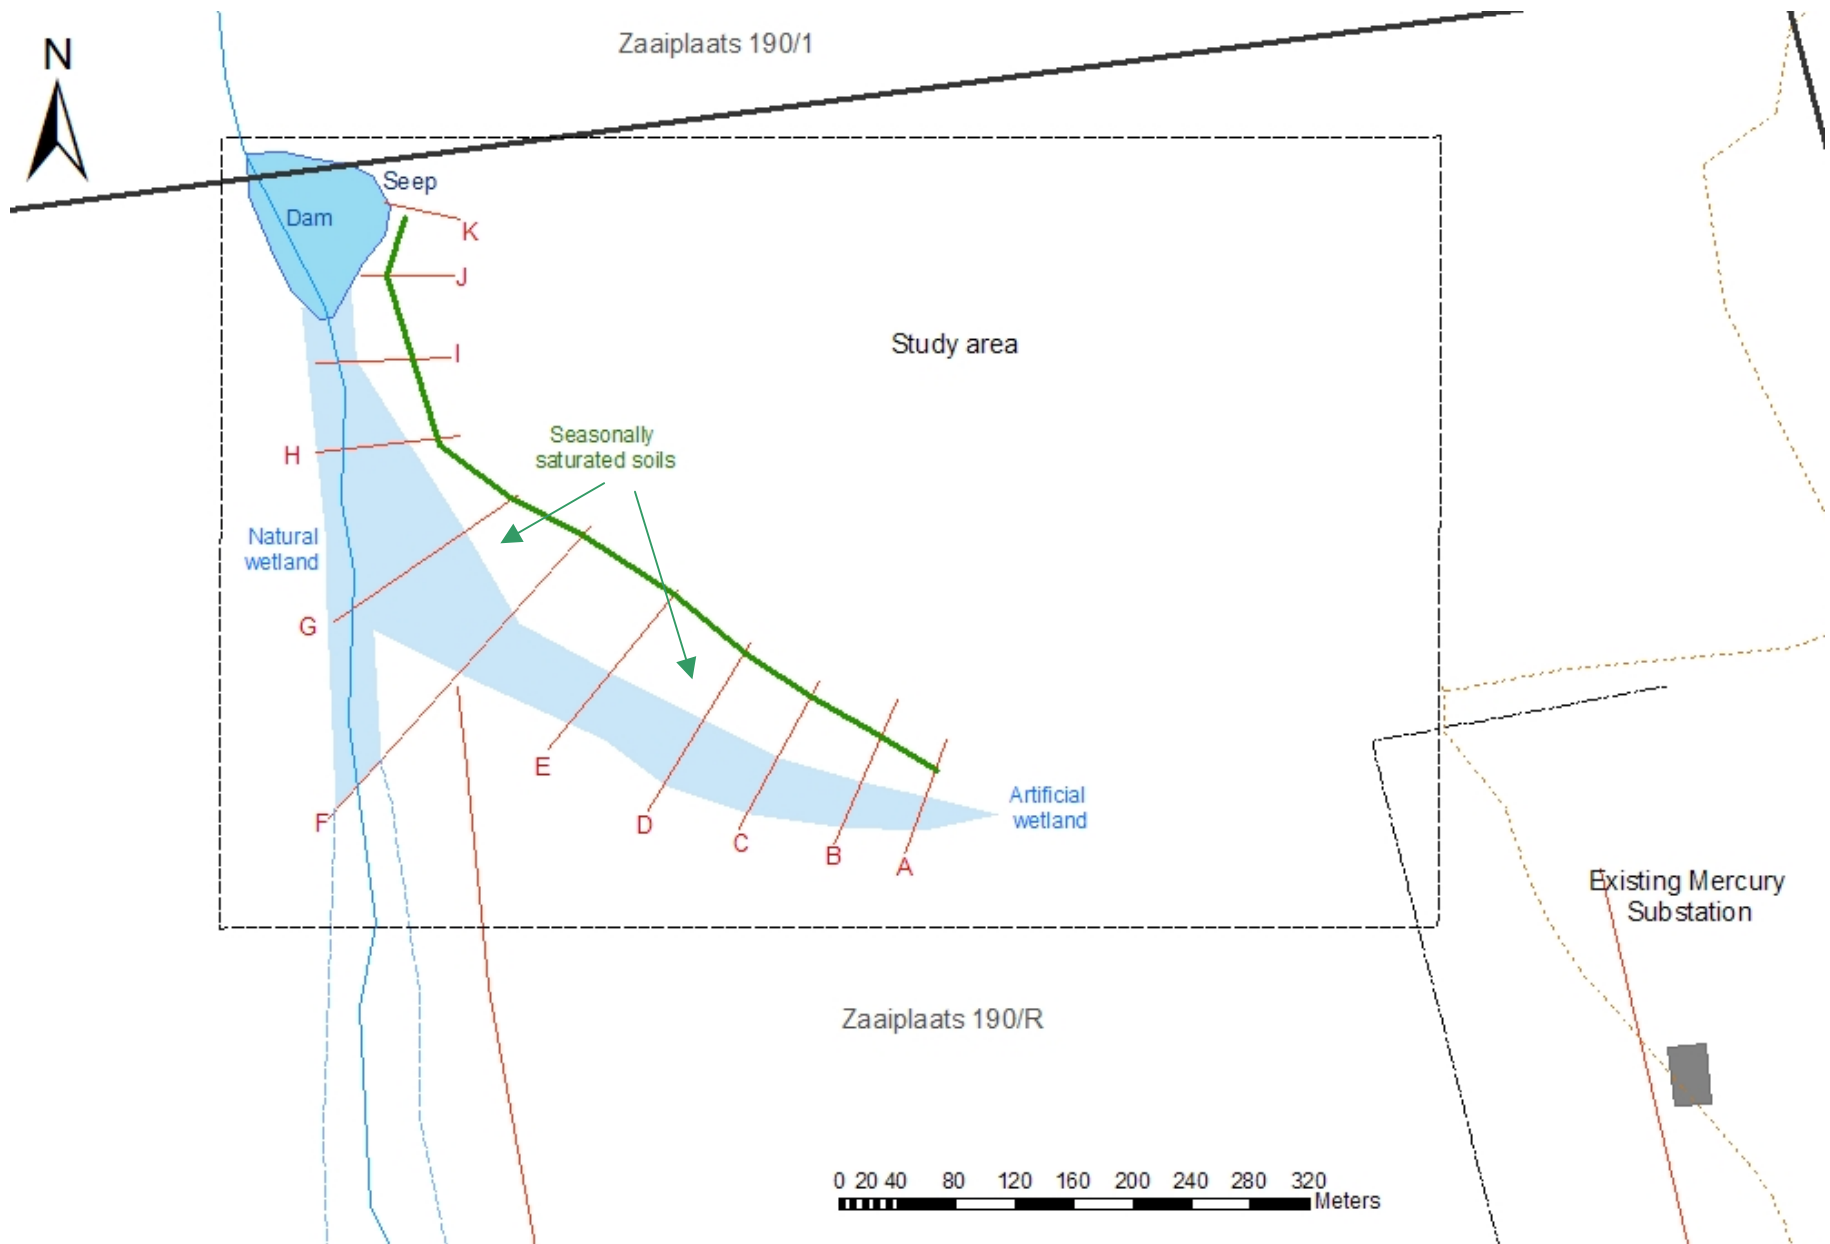 Zaaiplaats 190/1
N
Seep
Dam
K
J
Study area
I
Seasonally
saturated soils
H
Natural
wetland
G
E
Artificial
wetland
F
D
C
B
A
Existing Mercury
Substation
Zaaiplaats 190/R
0 20 40 80 120 160 200 240 280 320
Meters